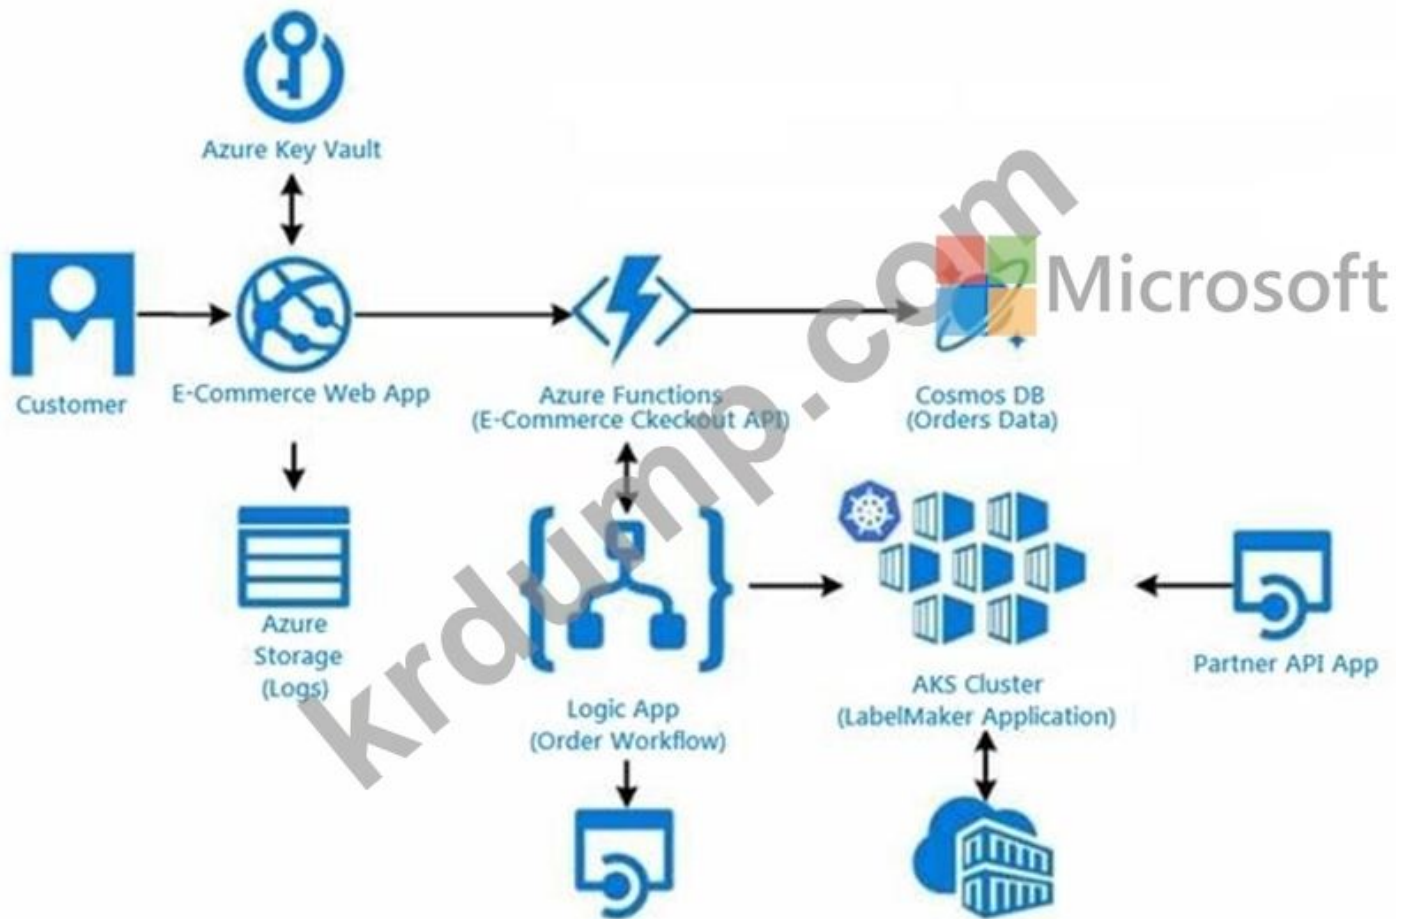 Azure Key Vault
Microsoft
Customer
E-Commerce Web App
Azure Functions
(E-Commerce Ckeckout API)
Cosmos DB
(Orders Data)
Azure
Storage
(Logs)
Logic App
(Order Workflow)
AKS Cluster
(LabelMaker Application)
Partner API App
krdump.com